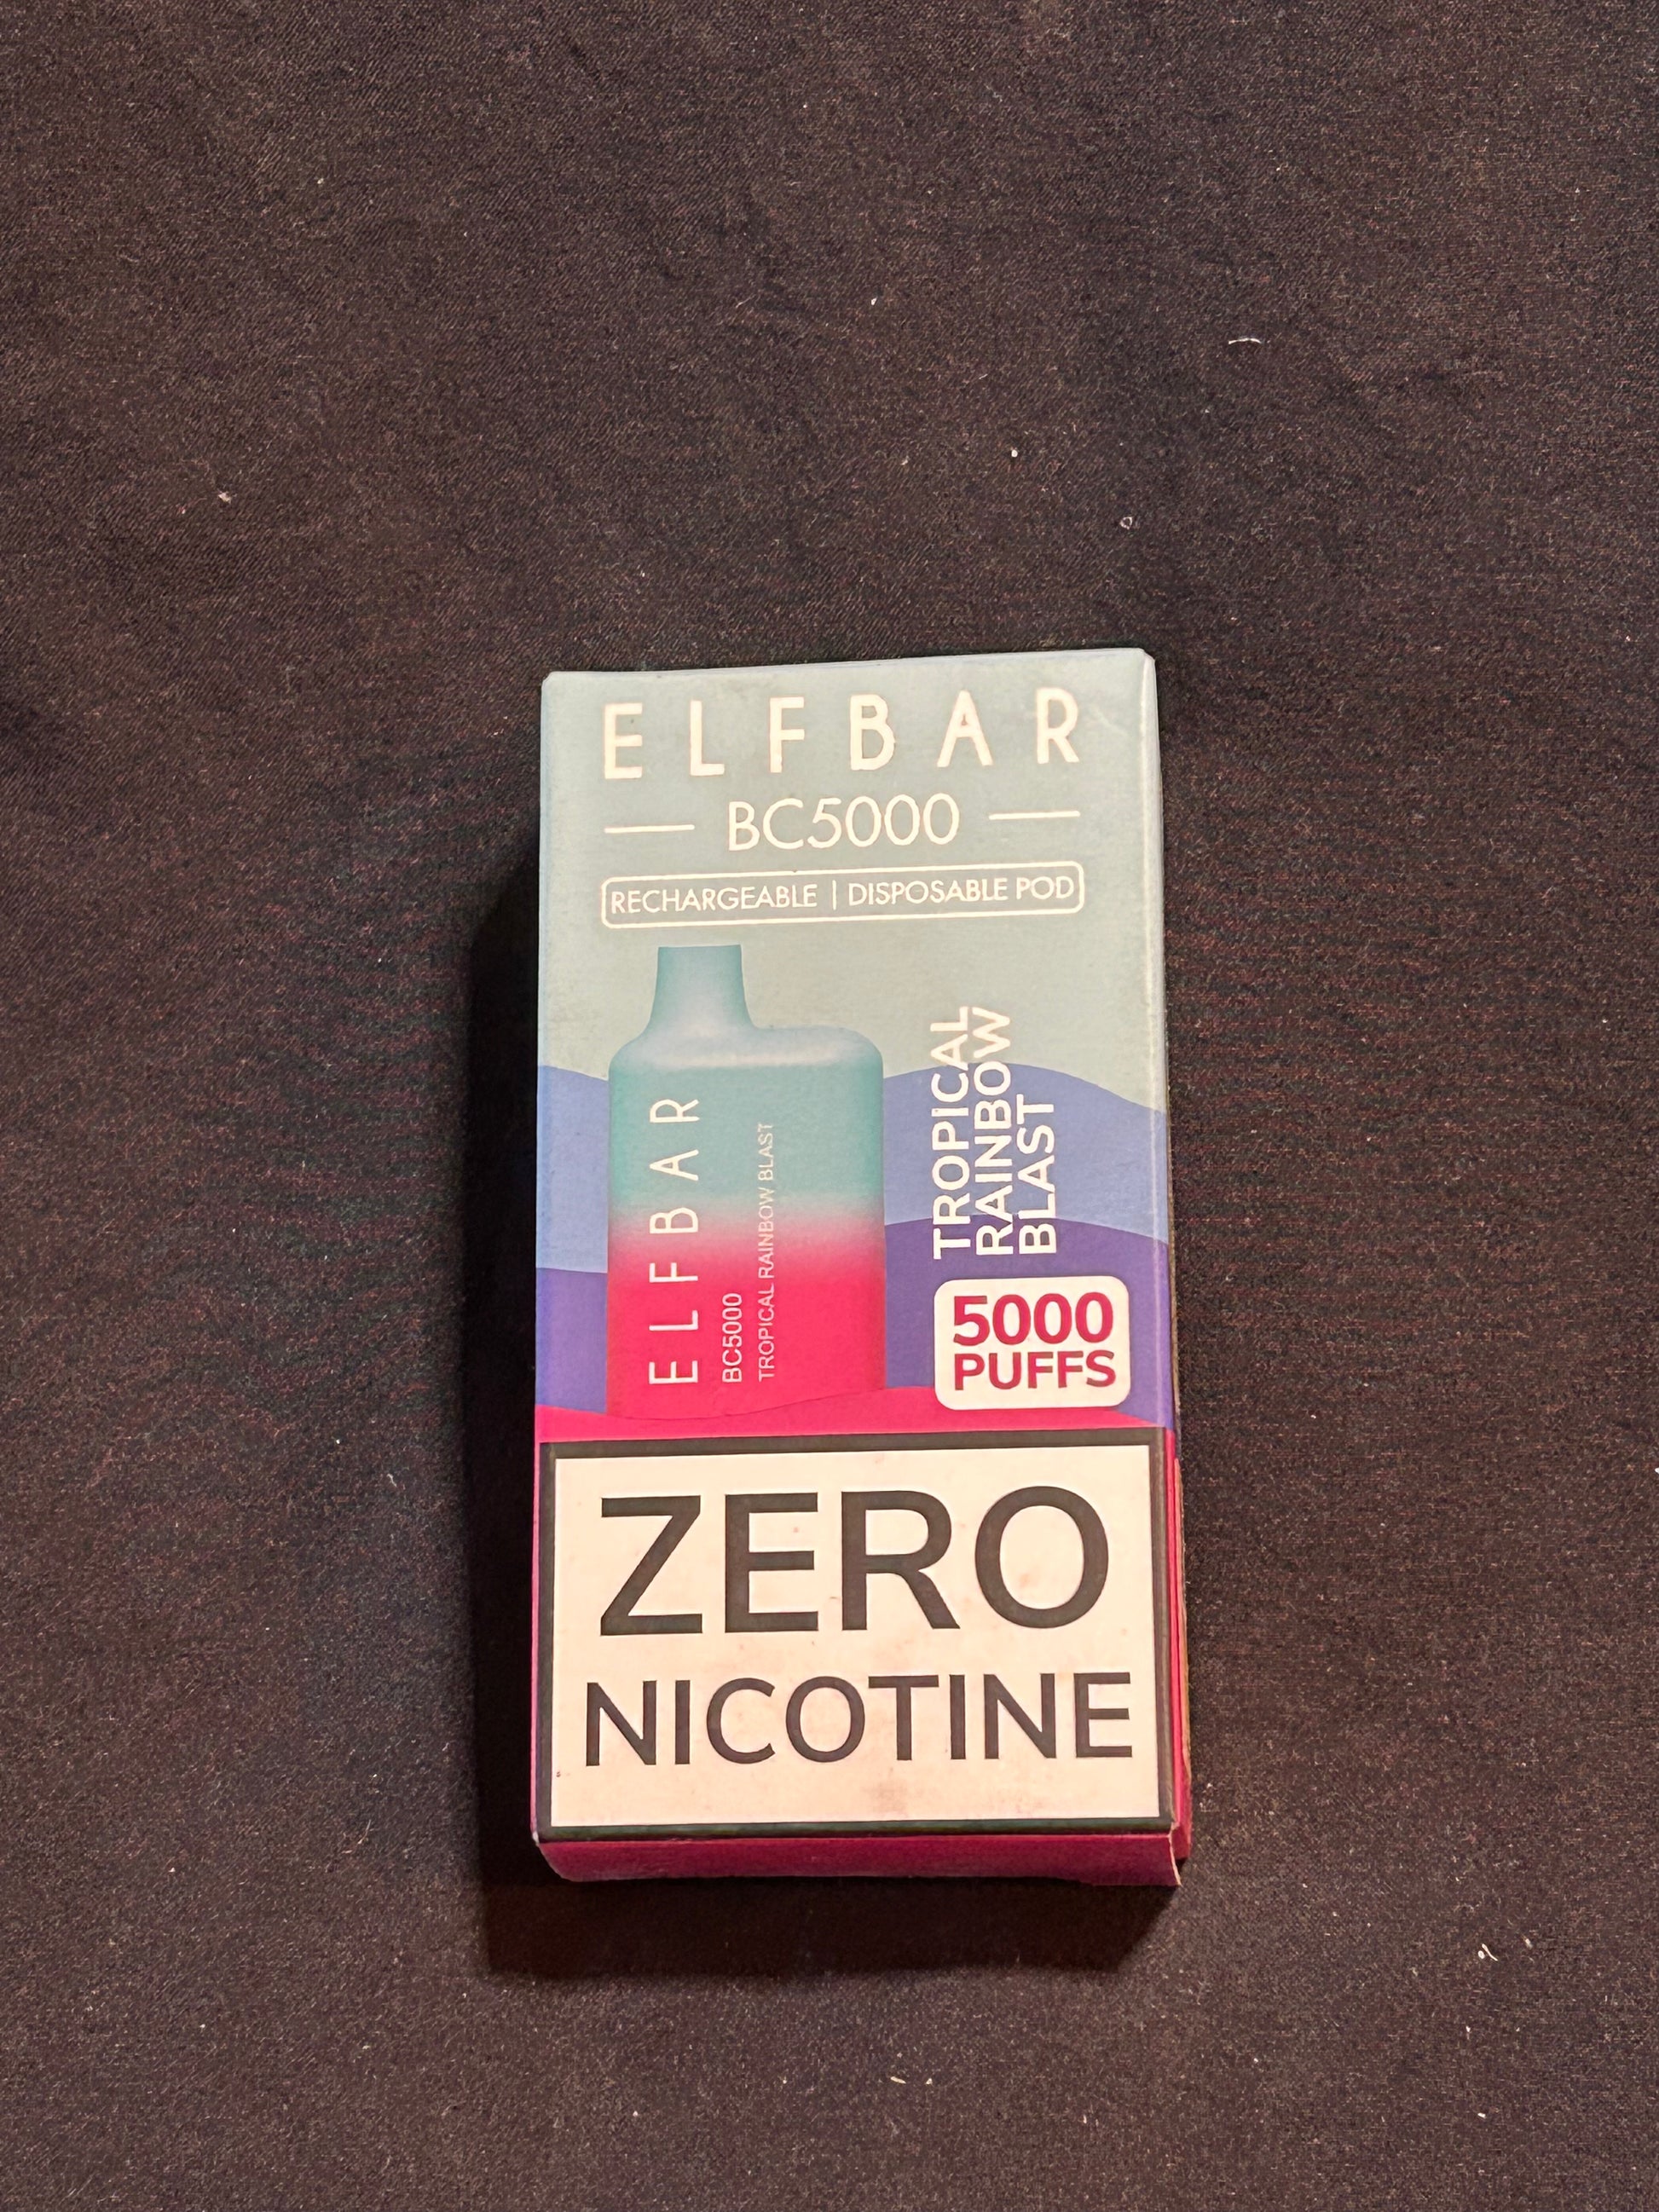 ELFBAR
BC5000
RECHARGEABLE | DISPOSABLE POD
ELFBAR
BC5000
TROPICAL RAINBOW BLAST
TROPICAL
RAINBOW
BLAST
5000
PUFFS
ZERO
NICOTINE